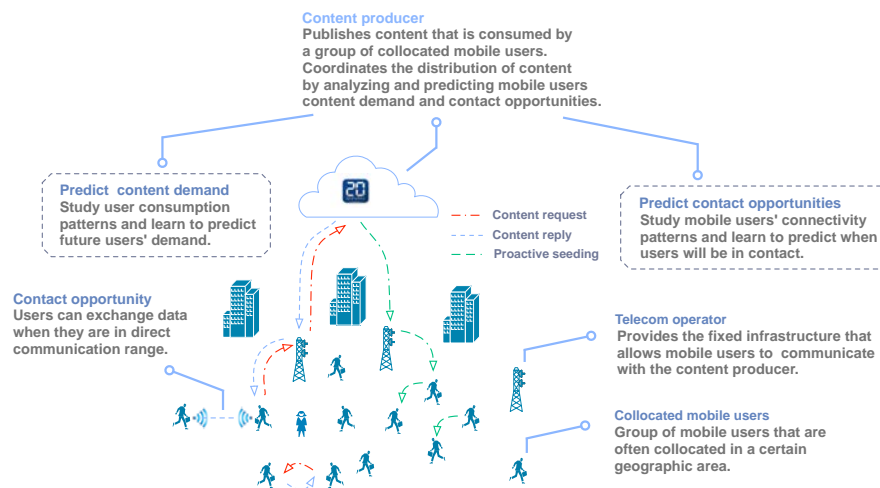 Content producer
Publishes content that is consumed by
a group of collocated mobile users.
Coordinates the distribution of content
by analyzing and predicting mobile users
content demand and contact opportunities.
Predict content demand
Study user consumption
patterns and learn to predict
future users' demand.
20
Content request
Content reply
Proactive seeding
Predict contact opportunities
Study mobile users' connectivity
patterns and learn to predict when
users will be in contact.
Contact opportunity
Users can exchange data
when they are in direct
communication range.
Telecom operator
Provides the fixed infrastructure that
allows mobile users to communicate
with the content producer.
Collocated mobile users
Group of mobile users that are
often collocated in a certain
geographic area.